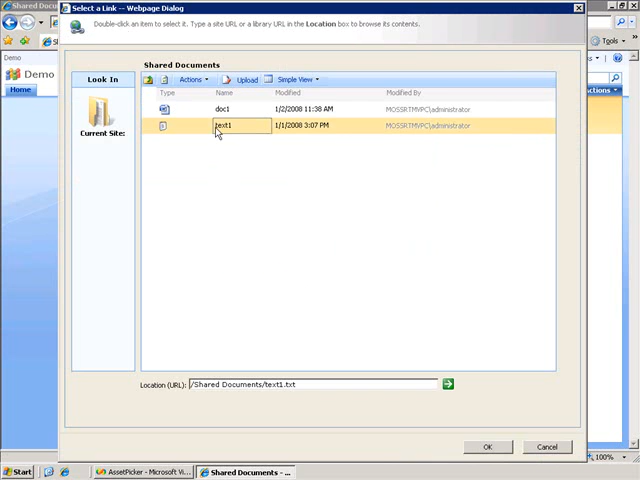 Shared Doc
Select a Link -- Webpage Dialog
Double-click an item to select it. Type a site URL or a library URL in the Location box to browse its contents.
Tools
Demo
Demo
Home
Actions
Look In
Current Site:
Shared Documents
Actions
Upload
Simple View
Type Name Modified Modified By
doc1 1/2/2008 11:38 AM MOSSRTMVPC\administrator
text1 1/1/2008 3:07 PM MOSSRTMVPC\administrator
Location (URL): /Shared Documents/text1.txt
OK Cancel
100%
Start
AssetPicker - Microsoft Vi...
Shared Documents - ...